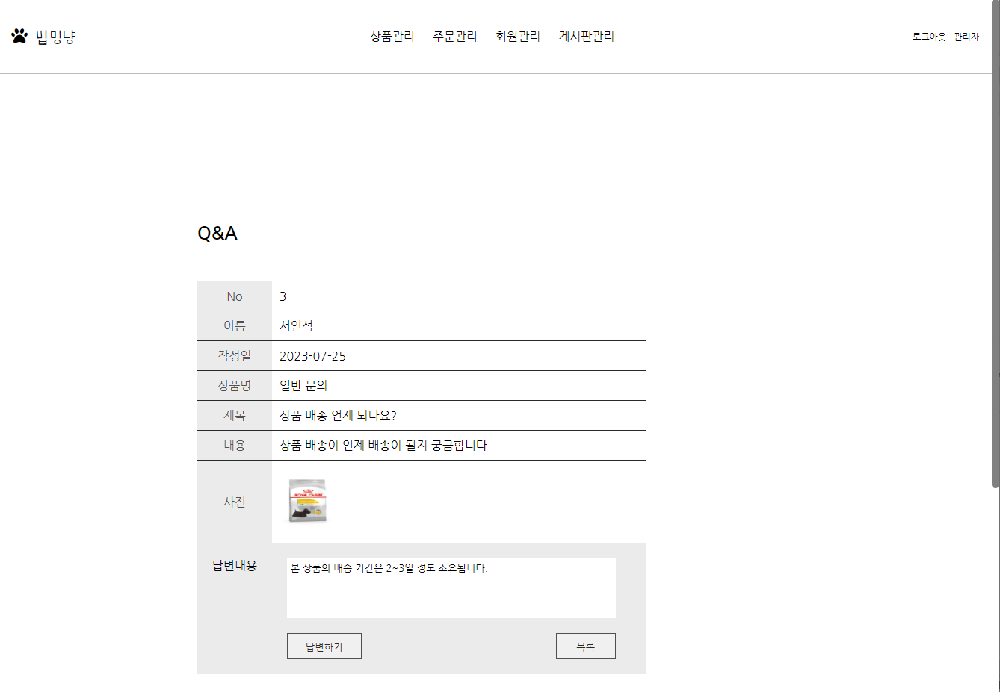 밥멍냥
상품관리 주문관리 회원관리 게시판관리
로그아웃 관리자
Q&A
No 3
이름 서인석
작성일 2023-07-25
상품명 일반 문의
제목 상품 배송 언제 되나요?
내용 상품 배송이 언제 배송이 될지 궁금합니다
사진
ROYAL CANIN
답변내용 본 상품의 배송 기간은 2~3일 정도 소요됩니다.
답변하기 목록